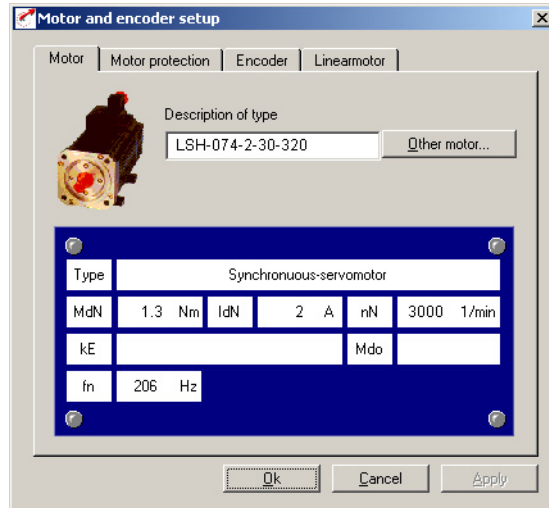 Motor and encoder setup
Motor Motor protection Encoder Linearmotor
Description of type
LSH-074-2-30-320 Other motor...
Type Synchronuous-servomotor
MdN 1.3 Nm IdN 2 A nN 3000 1/min
kE Mdo
fn 206 Hz
Ok Cancel Apply